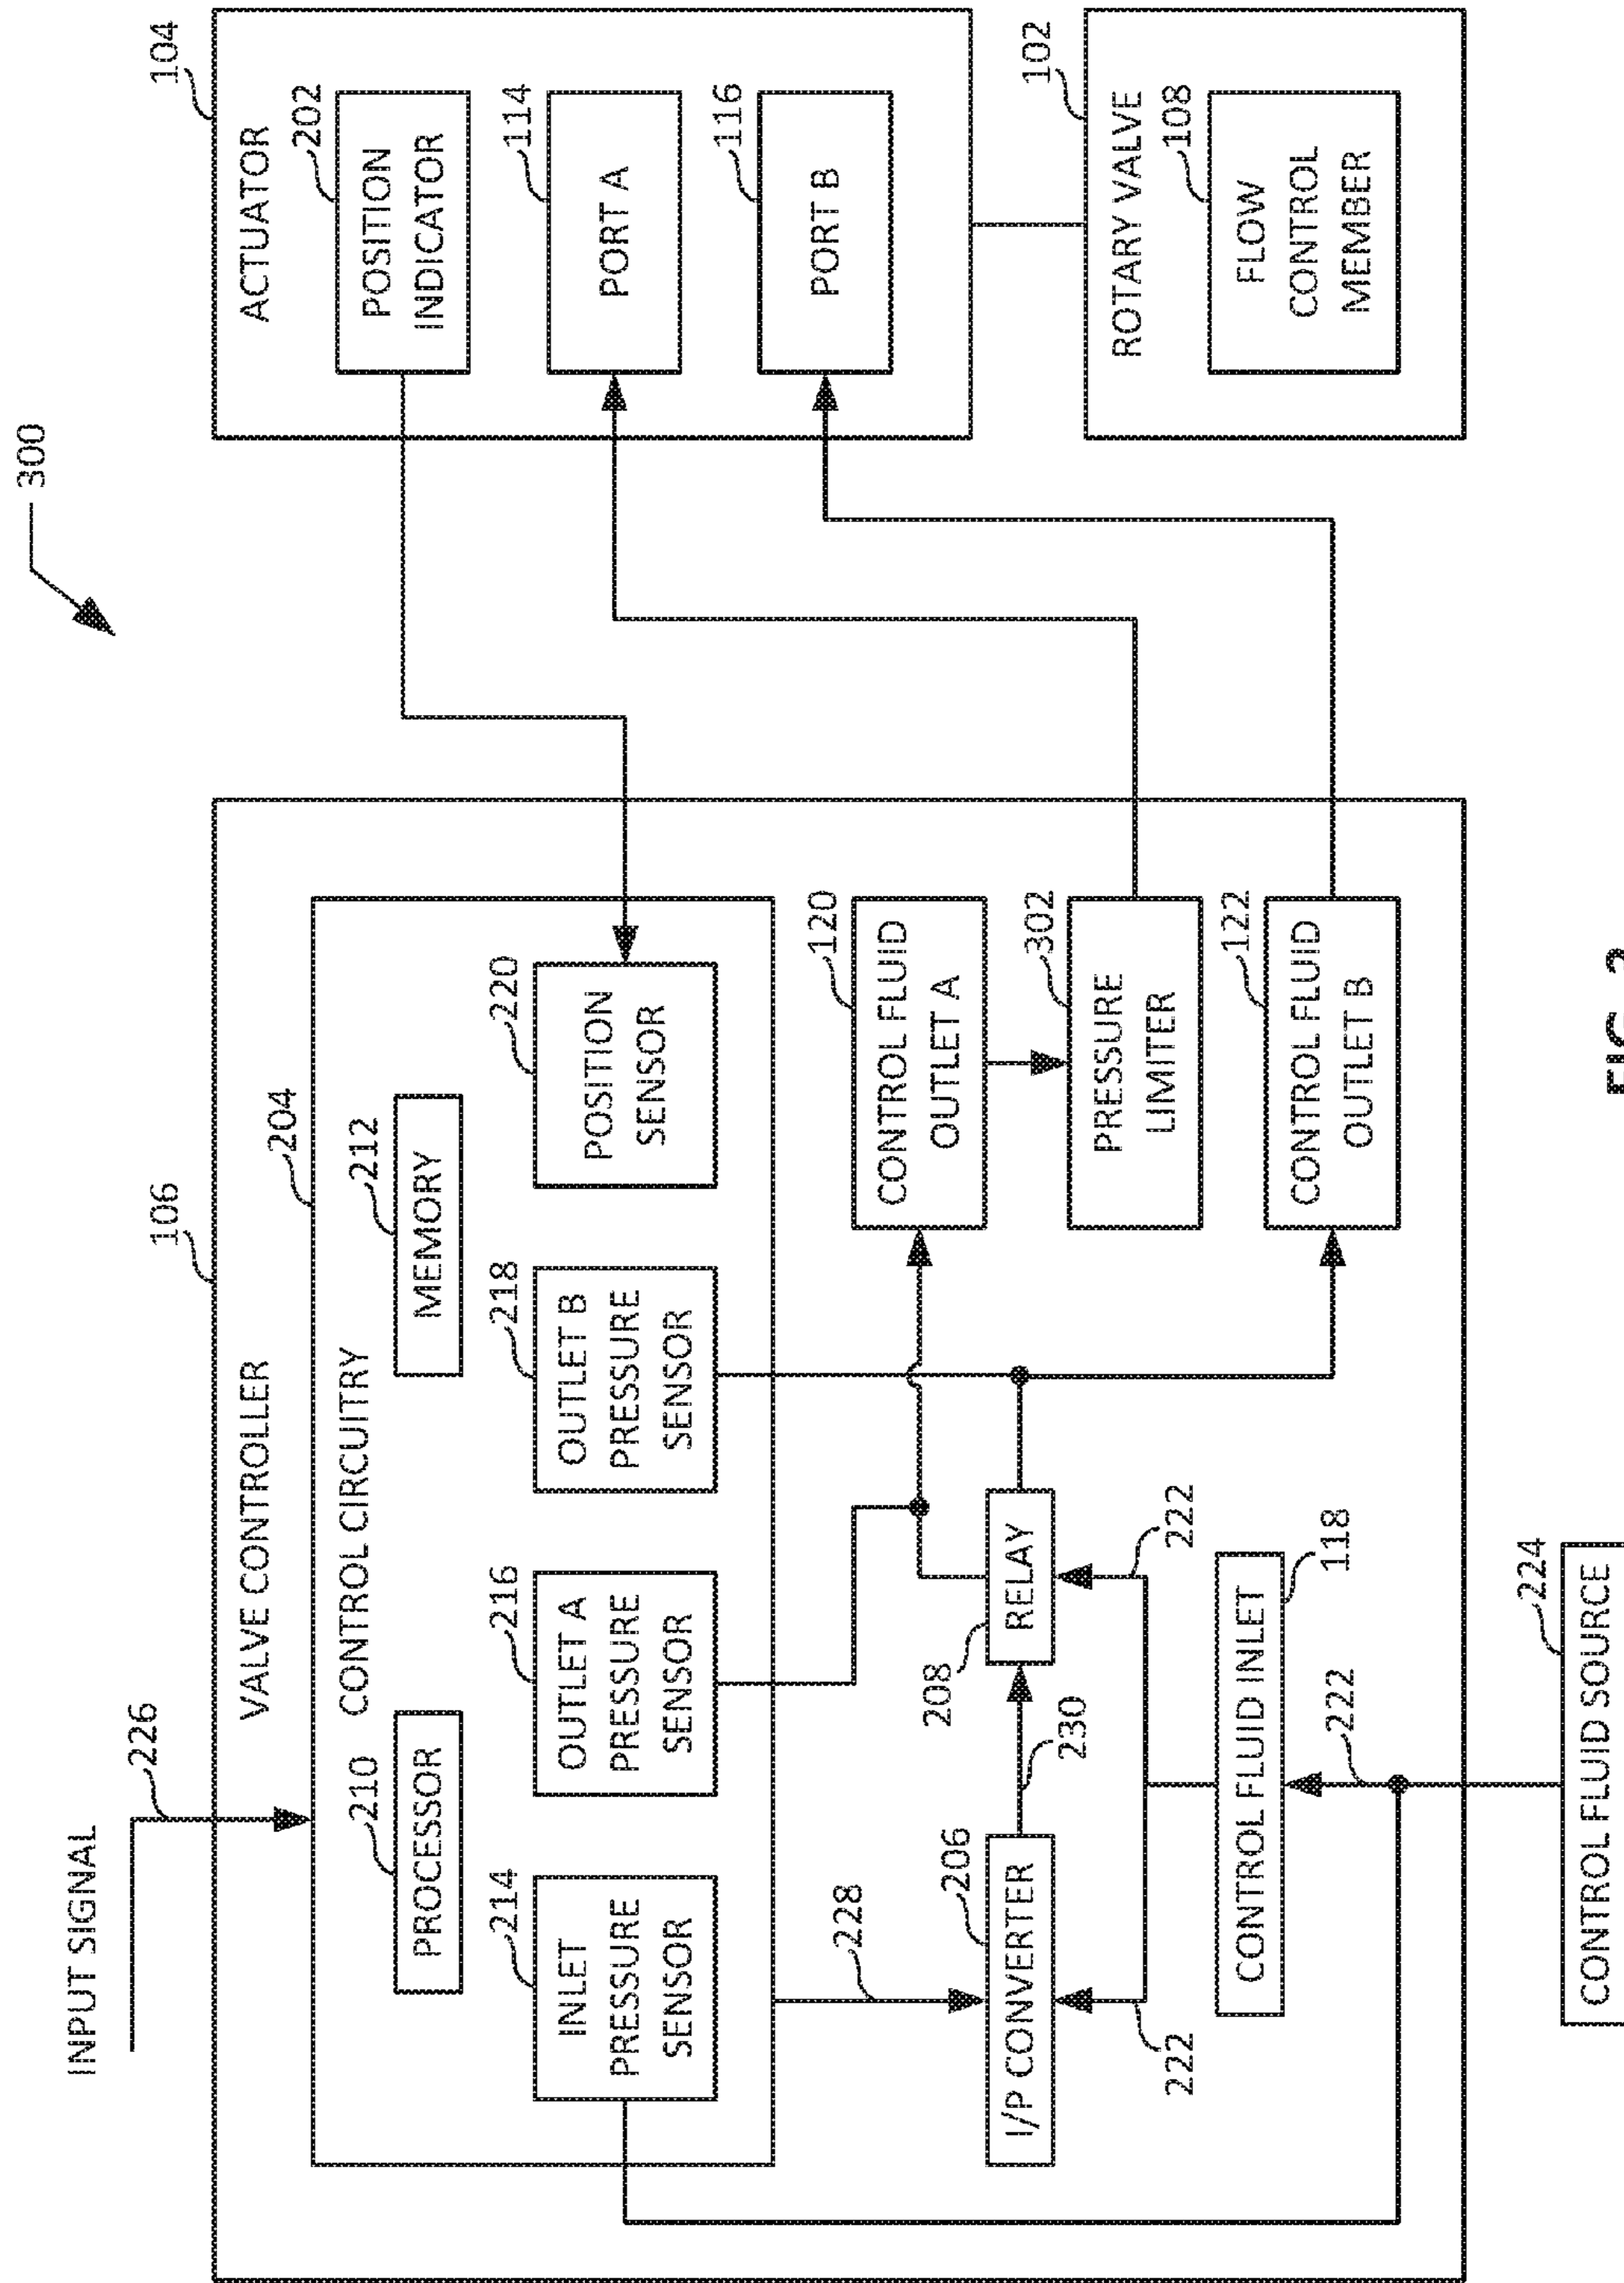 300
INPUT SIGNAL
226
106
VALVE CONTROLLER
204
CONTROL CIRCUITRY
210
PROCESSOR
212
MEMORY
214
INLET
PRESSURE
SENSOR
216
OUTLET A
PRESSURE
SENSOR
218
OUTLET B
PRESSURE
SENSOR
220
POSITION
SENSOR
228
206
I/P CONVERTER
230
208
RELAY
222
222
118
CONTROL FLUID INLET
222
224
CONTROL FLUID SOURCE
120
CONTROL FLUID
OUTLET A
302
PRESSURE
LIMITER
122
CONTROL FLUID
OUTLET B
104
ACTUATOR
202
POSITION
INDICATOR
114
PORT A
116
PORT B
102
ROTARY VALVE
108
FLOW
CONTROL
MEMBER
FIG.